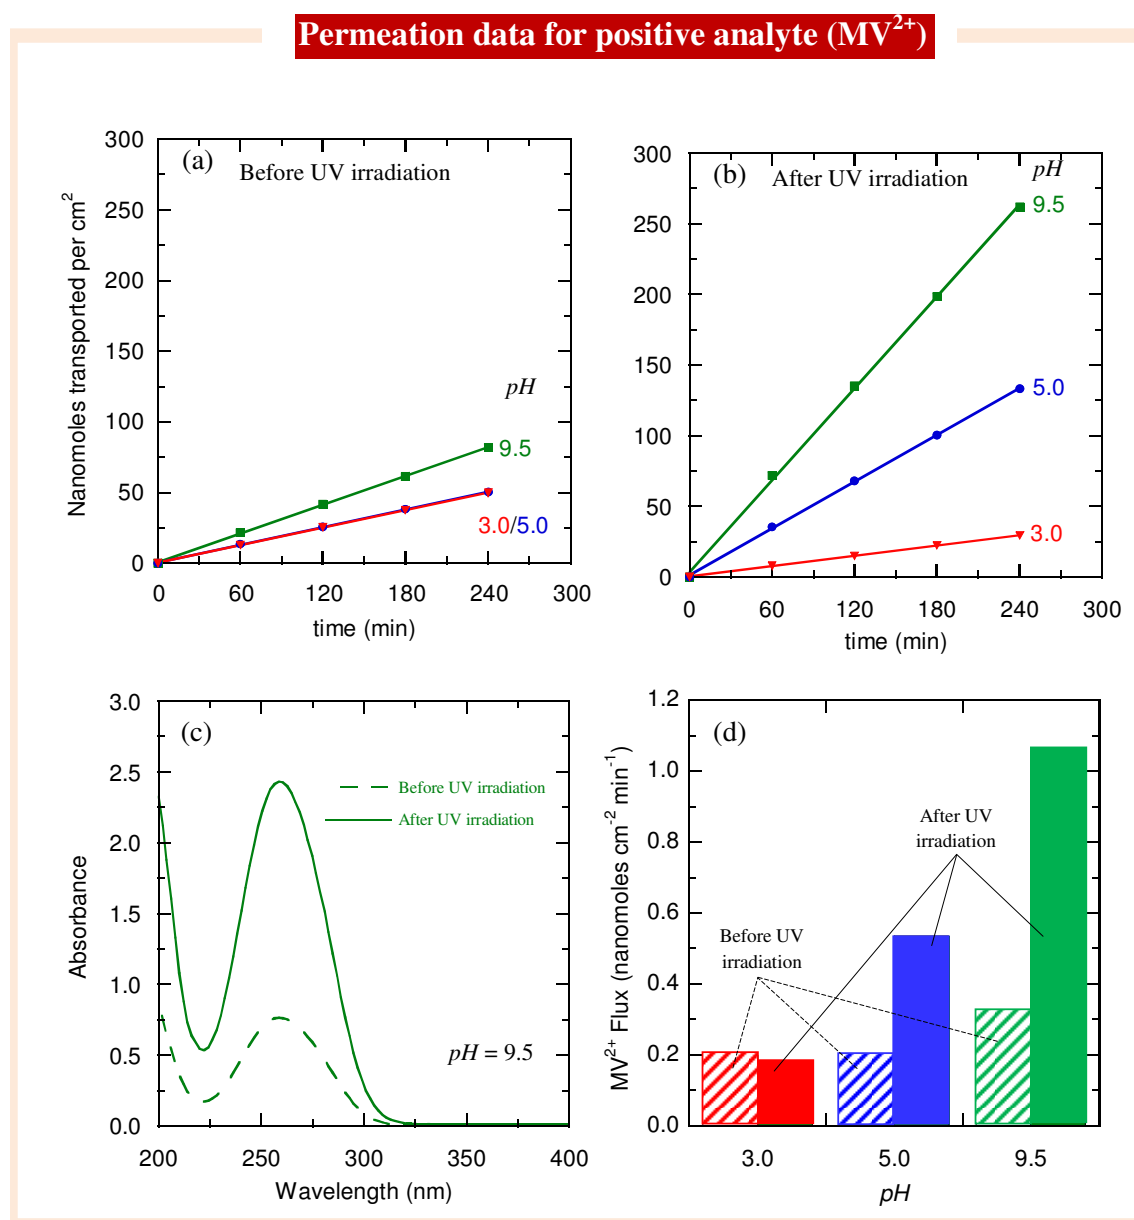 Permeation data for positive analyte (MV²⁺)
(a)
Before UV irradiation
Nanomoles transported per cm²
300
250
200
150
100
50
0
pH
9.5
3.0/5.0
0 60 120 180 240 300
time (min)
(b)
After UV irradiation
pH
300
250
200
150
100
50
0
9.5
5.0
3.0
0 60 120 180 240 300
time (min)
(c)
Absorbance
3.0
2.5
2.0
1.5
1.0
0.5
0.0
Before UV irradiation
After UV irradiation
pH = 9.5
200 250 300 350 400
Wavelength (nm)
(d)
MV²⁺ Flux (nanomoles cm⁻² min⁻¹)
1.2
1.0
0.8
0.6
0.4
0.2
0.0
After UV
irradiation
Before UV
irradiation
3.0 5.0 9.5
pH